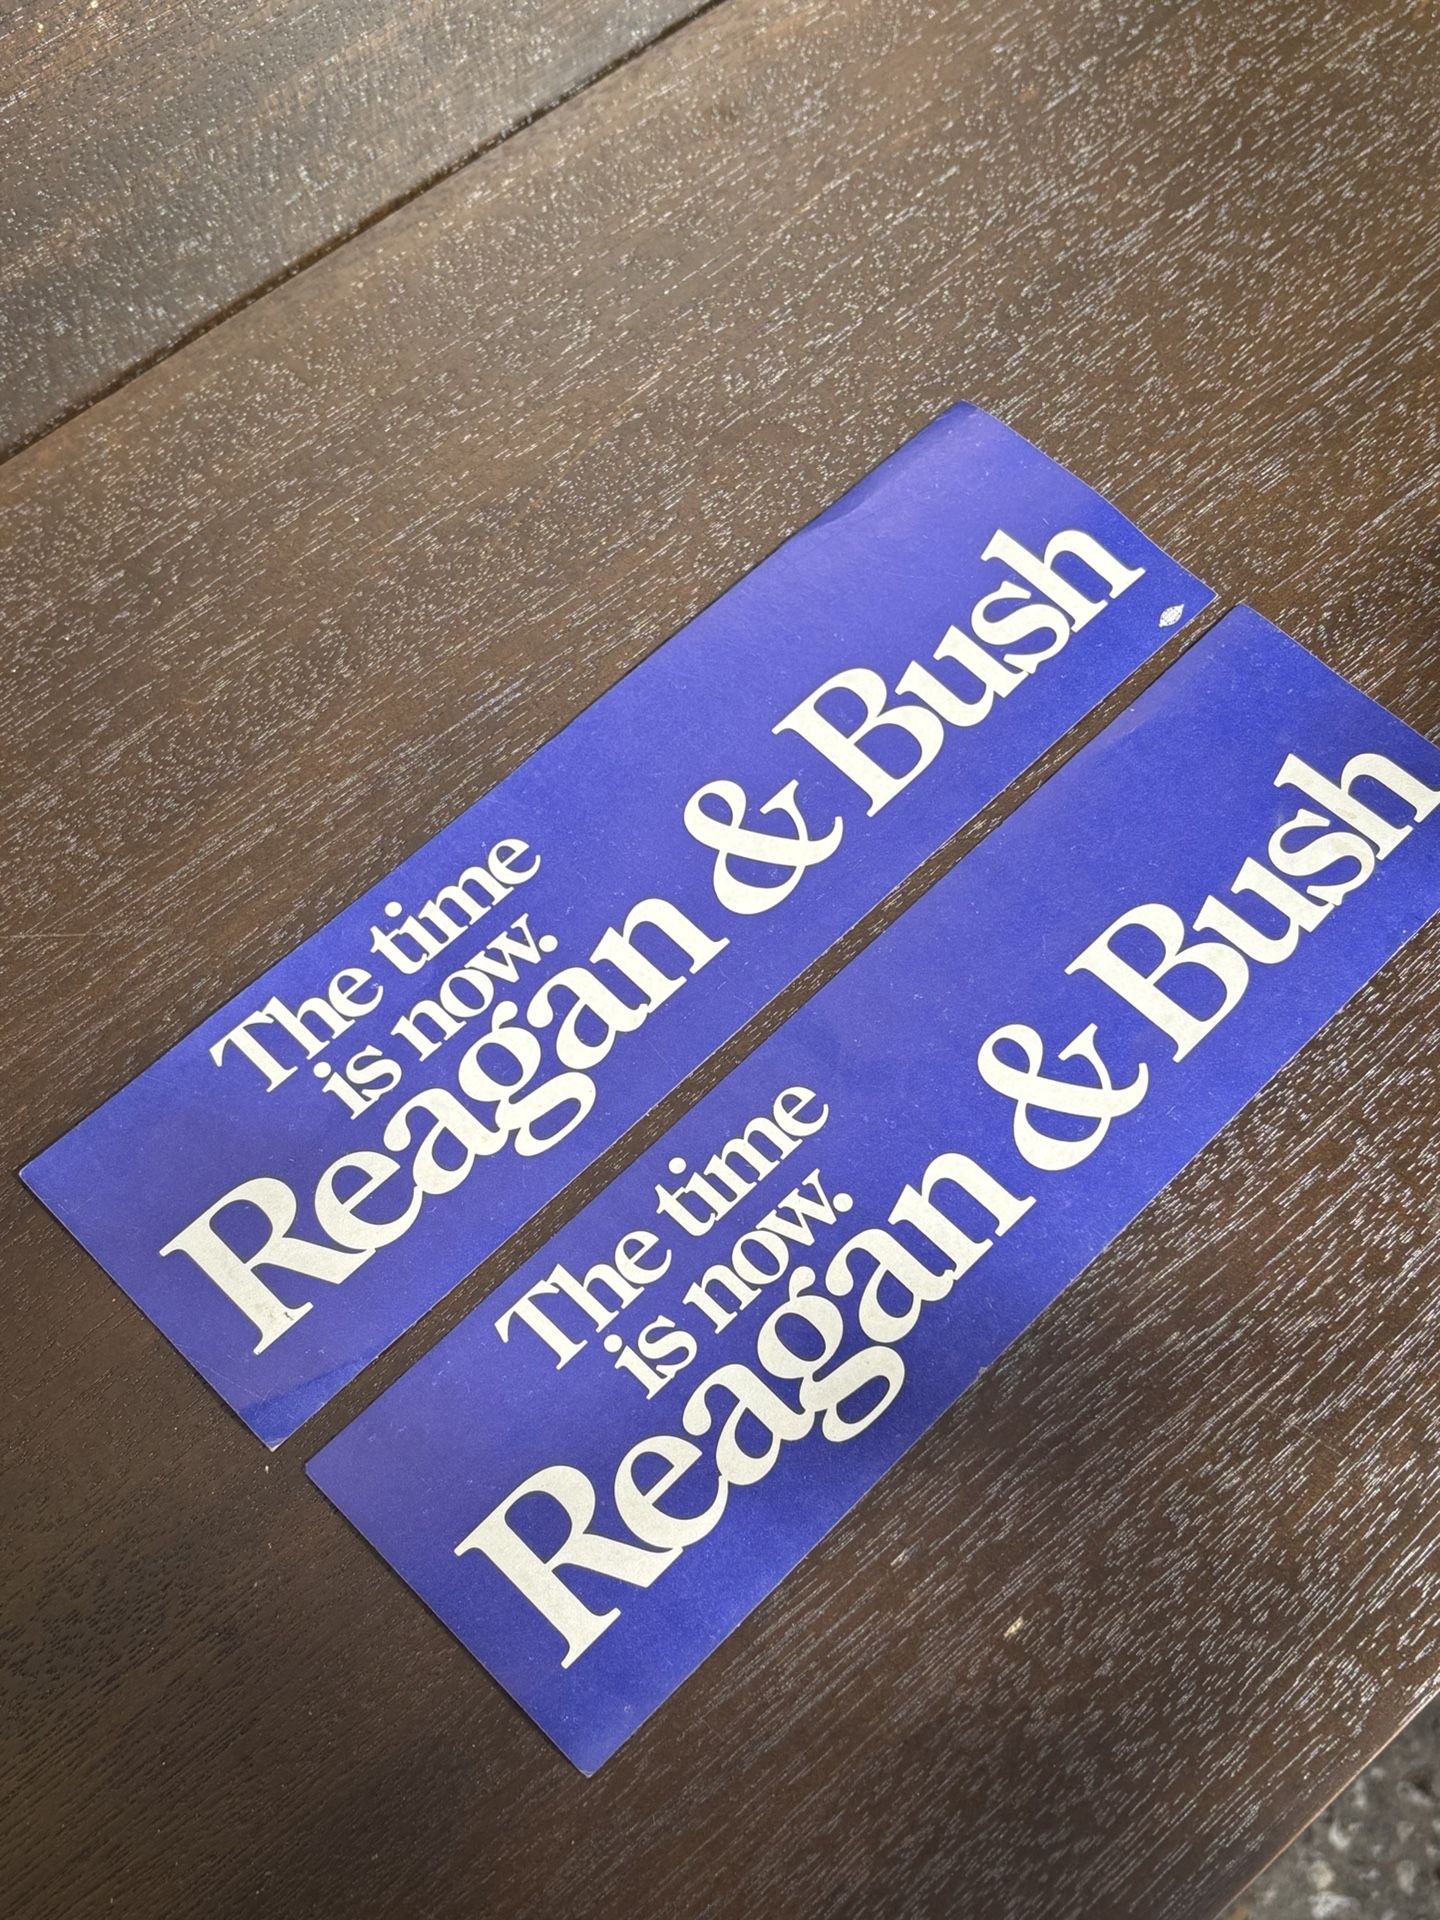 The time
is now.
Reagan & Bush
The time
is now.
Reagan & Bush